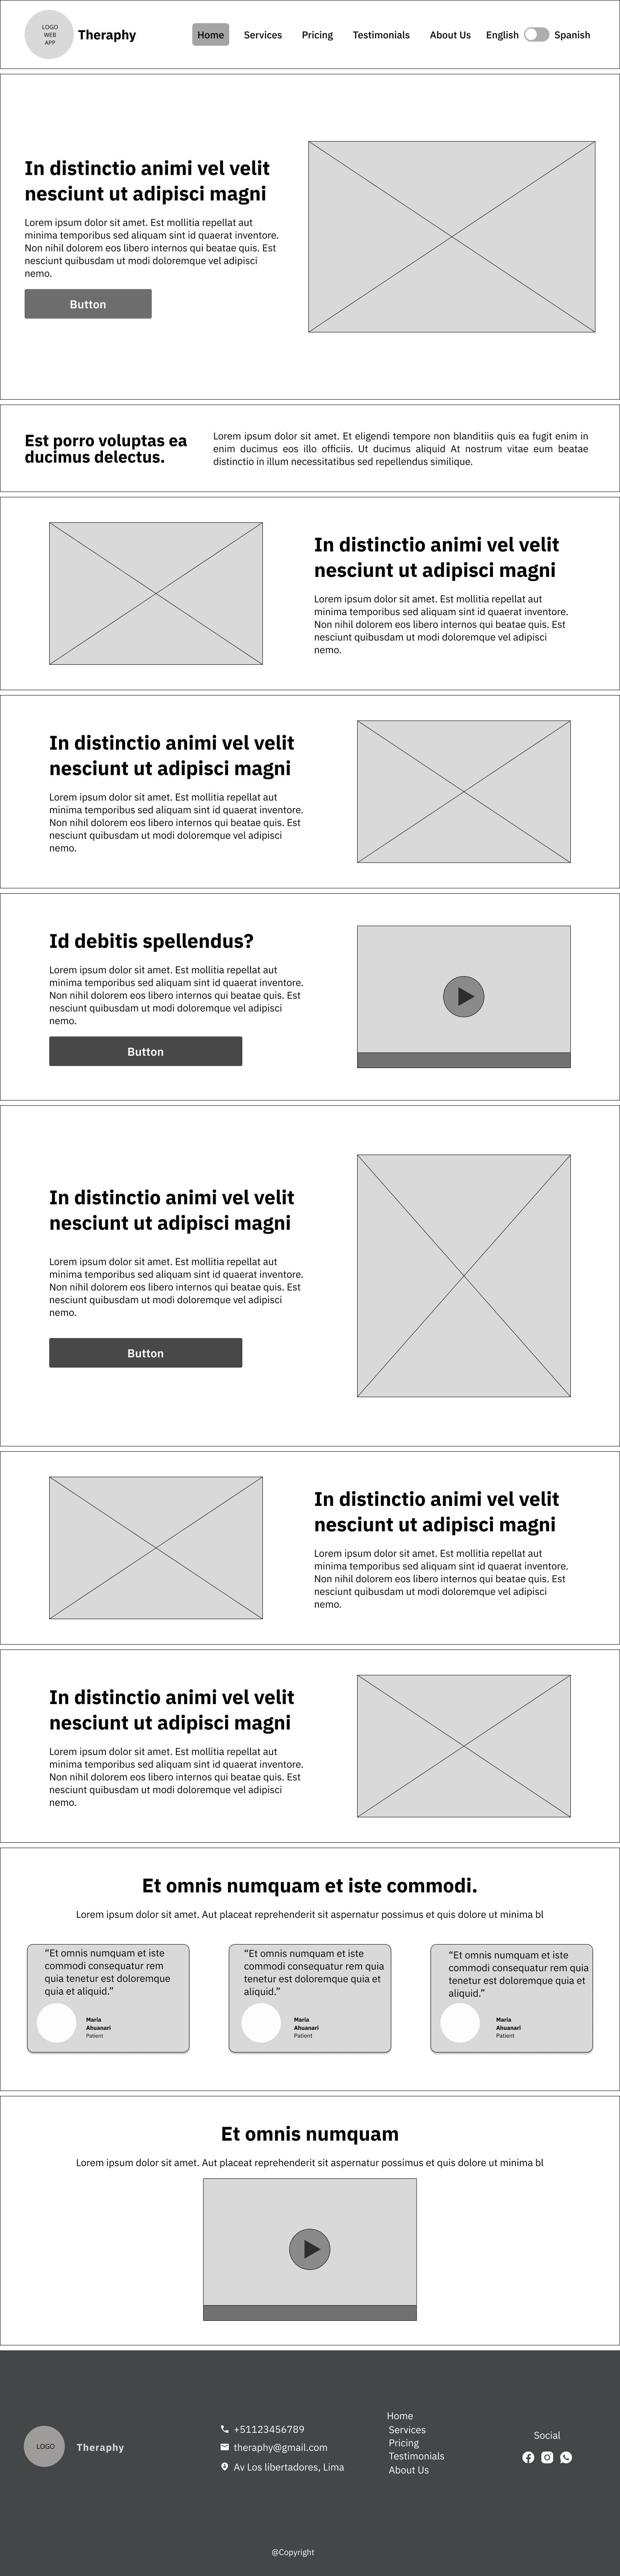 LOGO
WEB
APP
Theraphy
Home
Services
Pricing
Testimonials
About Us
English
Spanish
In distinctio animi vel velit
nesciunt ut adipisci magni
Lorem ipsum dolor sit amet. Est mollitia repellat aut
minima temporibus sed aliquam sint id quaerat inventore.
Non nihil dolorem eos libero internos qui beatae quis. Est
nesciunt quibusdam ut modi doloremque vel adipisci
nemo.
Button
Est porro voluptas ea
ducimus delectus.
Lorem ipsum dolor sit amet. Et eligendi tempore non blanditiis quis ea fugit enim in
enim ducimus eos illo officiis. Ut ducimus aliquid At nostrum vitae eum beatae
distinctio in illum necessitatibus sed repellendus similique.
In distinctio animi vel velit
nesciunt ut adipisci magni
Lorem ipsum dolor sit amet. Est mollitia repellat aut
minima temporibus sed aliquam sint id quaerat inventore.
Non nihil dolorem eos libero internos qui beatae quis. Est
nesciunt quibusdam ut modi doloremque vel adipisci
nemo.
In distinctio animi vel velit
nesciunt ut adipisci magni
Lorem ipsum dolor sit amet. Est mollitia repellat aut
minima temporibus sed aliquam sint id quaerat inventore.
Non nihil dolorem eos libero internos qui beatae quis. Est
nesciunt quibusdam ut modi doloremque vel adipisci
nemo.
Id debitis spellendus?
Lorem ipsum dolor sit amet. Est mollitia repellat aut
minima temporibus sed aliquam sint id quaerat inventore.
Non nihil dolorem eos libero internos qui beatae quis. Est
nesciunt quibusdam ut modi doloremque vel adipisci
nemo.
Button
In distinctio animi vel velit
nesciunt ut adipisci magni
Lorem ipsum dolor sit amet. Est mollitia repellat aut
minima temporibus sed aliquam sint id quaerat inventore.
Non nihil dolorem eos libero internos qui beatae quis. Est
nesciunt quibusdam ut modi doloremque vel adipisci
nemo.
Button
In distinctio animi vel velit
nesciunt ut adipisci magni
Lorem ipsum dolor sit amet. Est mollitia repellat aut
minima temporibus sed aliquam sint id quaerat inventore.
Non nihil dolorem eos libero internos qui beatae quis. Est
nesciunt quibusdam ut modi doloremque vel adipisci
nemo.
In distinctio animi vel velit
nesciunt ut adipisci magni
Lorem ipsum dolor sit amet. Est mollitia repellat aut
minima temporibus sed aliquam sint id quaerat inventore.
Non nihil dolorem eos libero internos qui beatae quis. Est
nesciunt quibusdam ut modi doloremque vel adipisci
nemo.
Et omnis numquam et iste commodi.
Lorem ipsum dolor sit amet. Aut placeat reprehenderit sit aspernatur possimus et quis dolore ut minima bl
“Et omnis numquam et iste
commodi consequatur rem
quia tenetur est doloremque
quia et aliquid.”
Maria
Ahuanari
Patient
“Et omnis numquam et iste
commodi consequatur rem quia
tenetur est doloremque quia et
aliquid.”
Maria
Ahuanari
Patient
“Et omnis numquam et iste
commodi consequatur rem quia
tenetur est doloremque quia et
aliquid.”
Maria
Ahuanari
Patient
Et omnis numquam
Lorem ipsum dolor sit amet. Aut placeat reprehenderit sit aspernatur possimus et quis dolore ut minima bl
LOGO
Theraphy
+51123456789
theraphy@gmail.com
Av Los libertadores, Lima
Home
Services
Pricing
Testimonials
About Us
Social
@Copyright